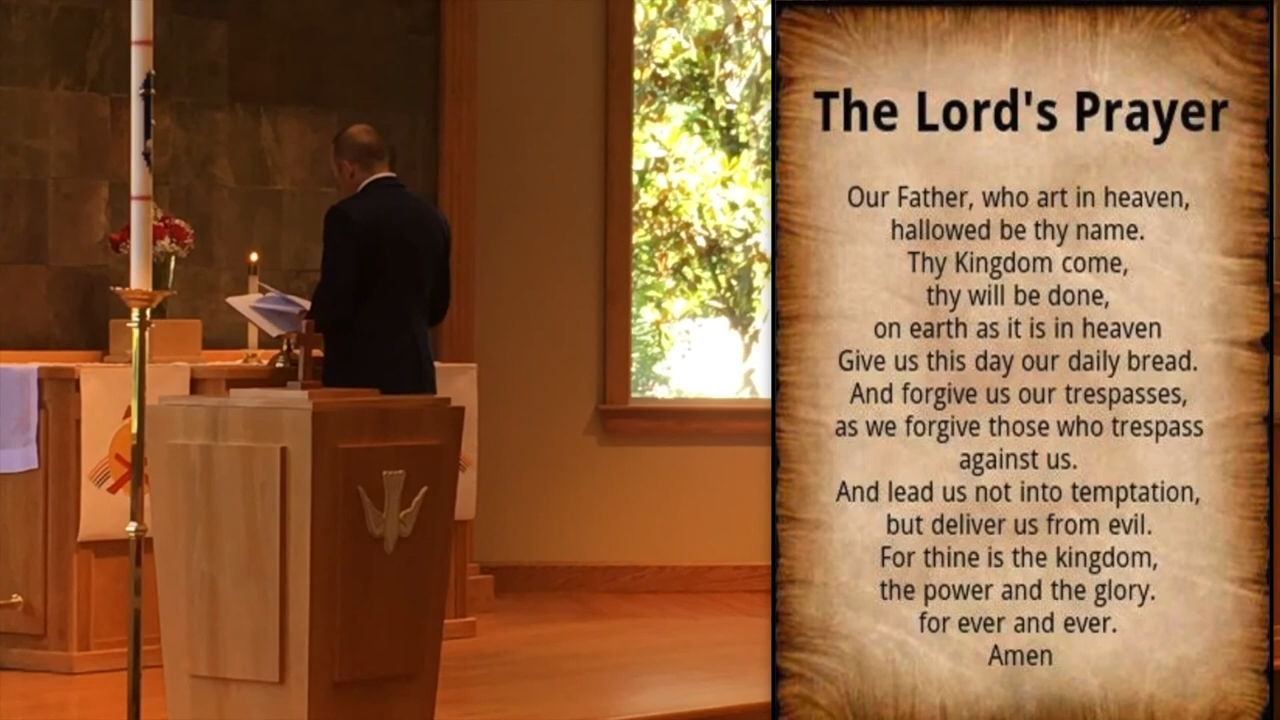 The Lord's Prayer
Our Father, who art in heaven,
hallowed be thy name.
Thy Kingdom come,
thy will be done,
on earth as it is in heaven
Give us this day our daily bread.
And forgive us our trespasses,
as we forgive those who trespass
against us.
And lead us not into temptation,
but deliver us from evil.
For thine is the kingdom,
the power and the glory.
for ever and ever.
Amen